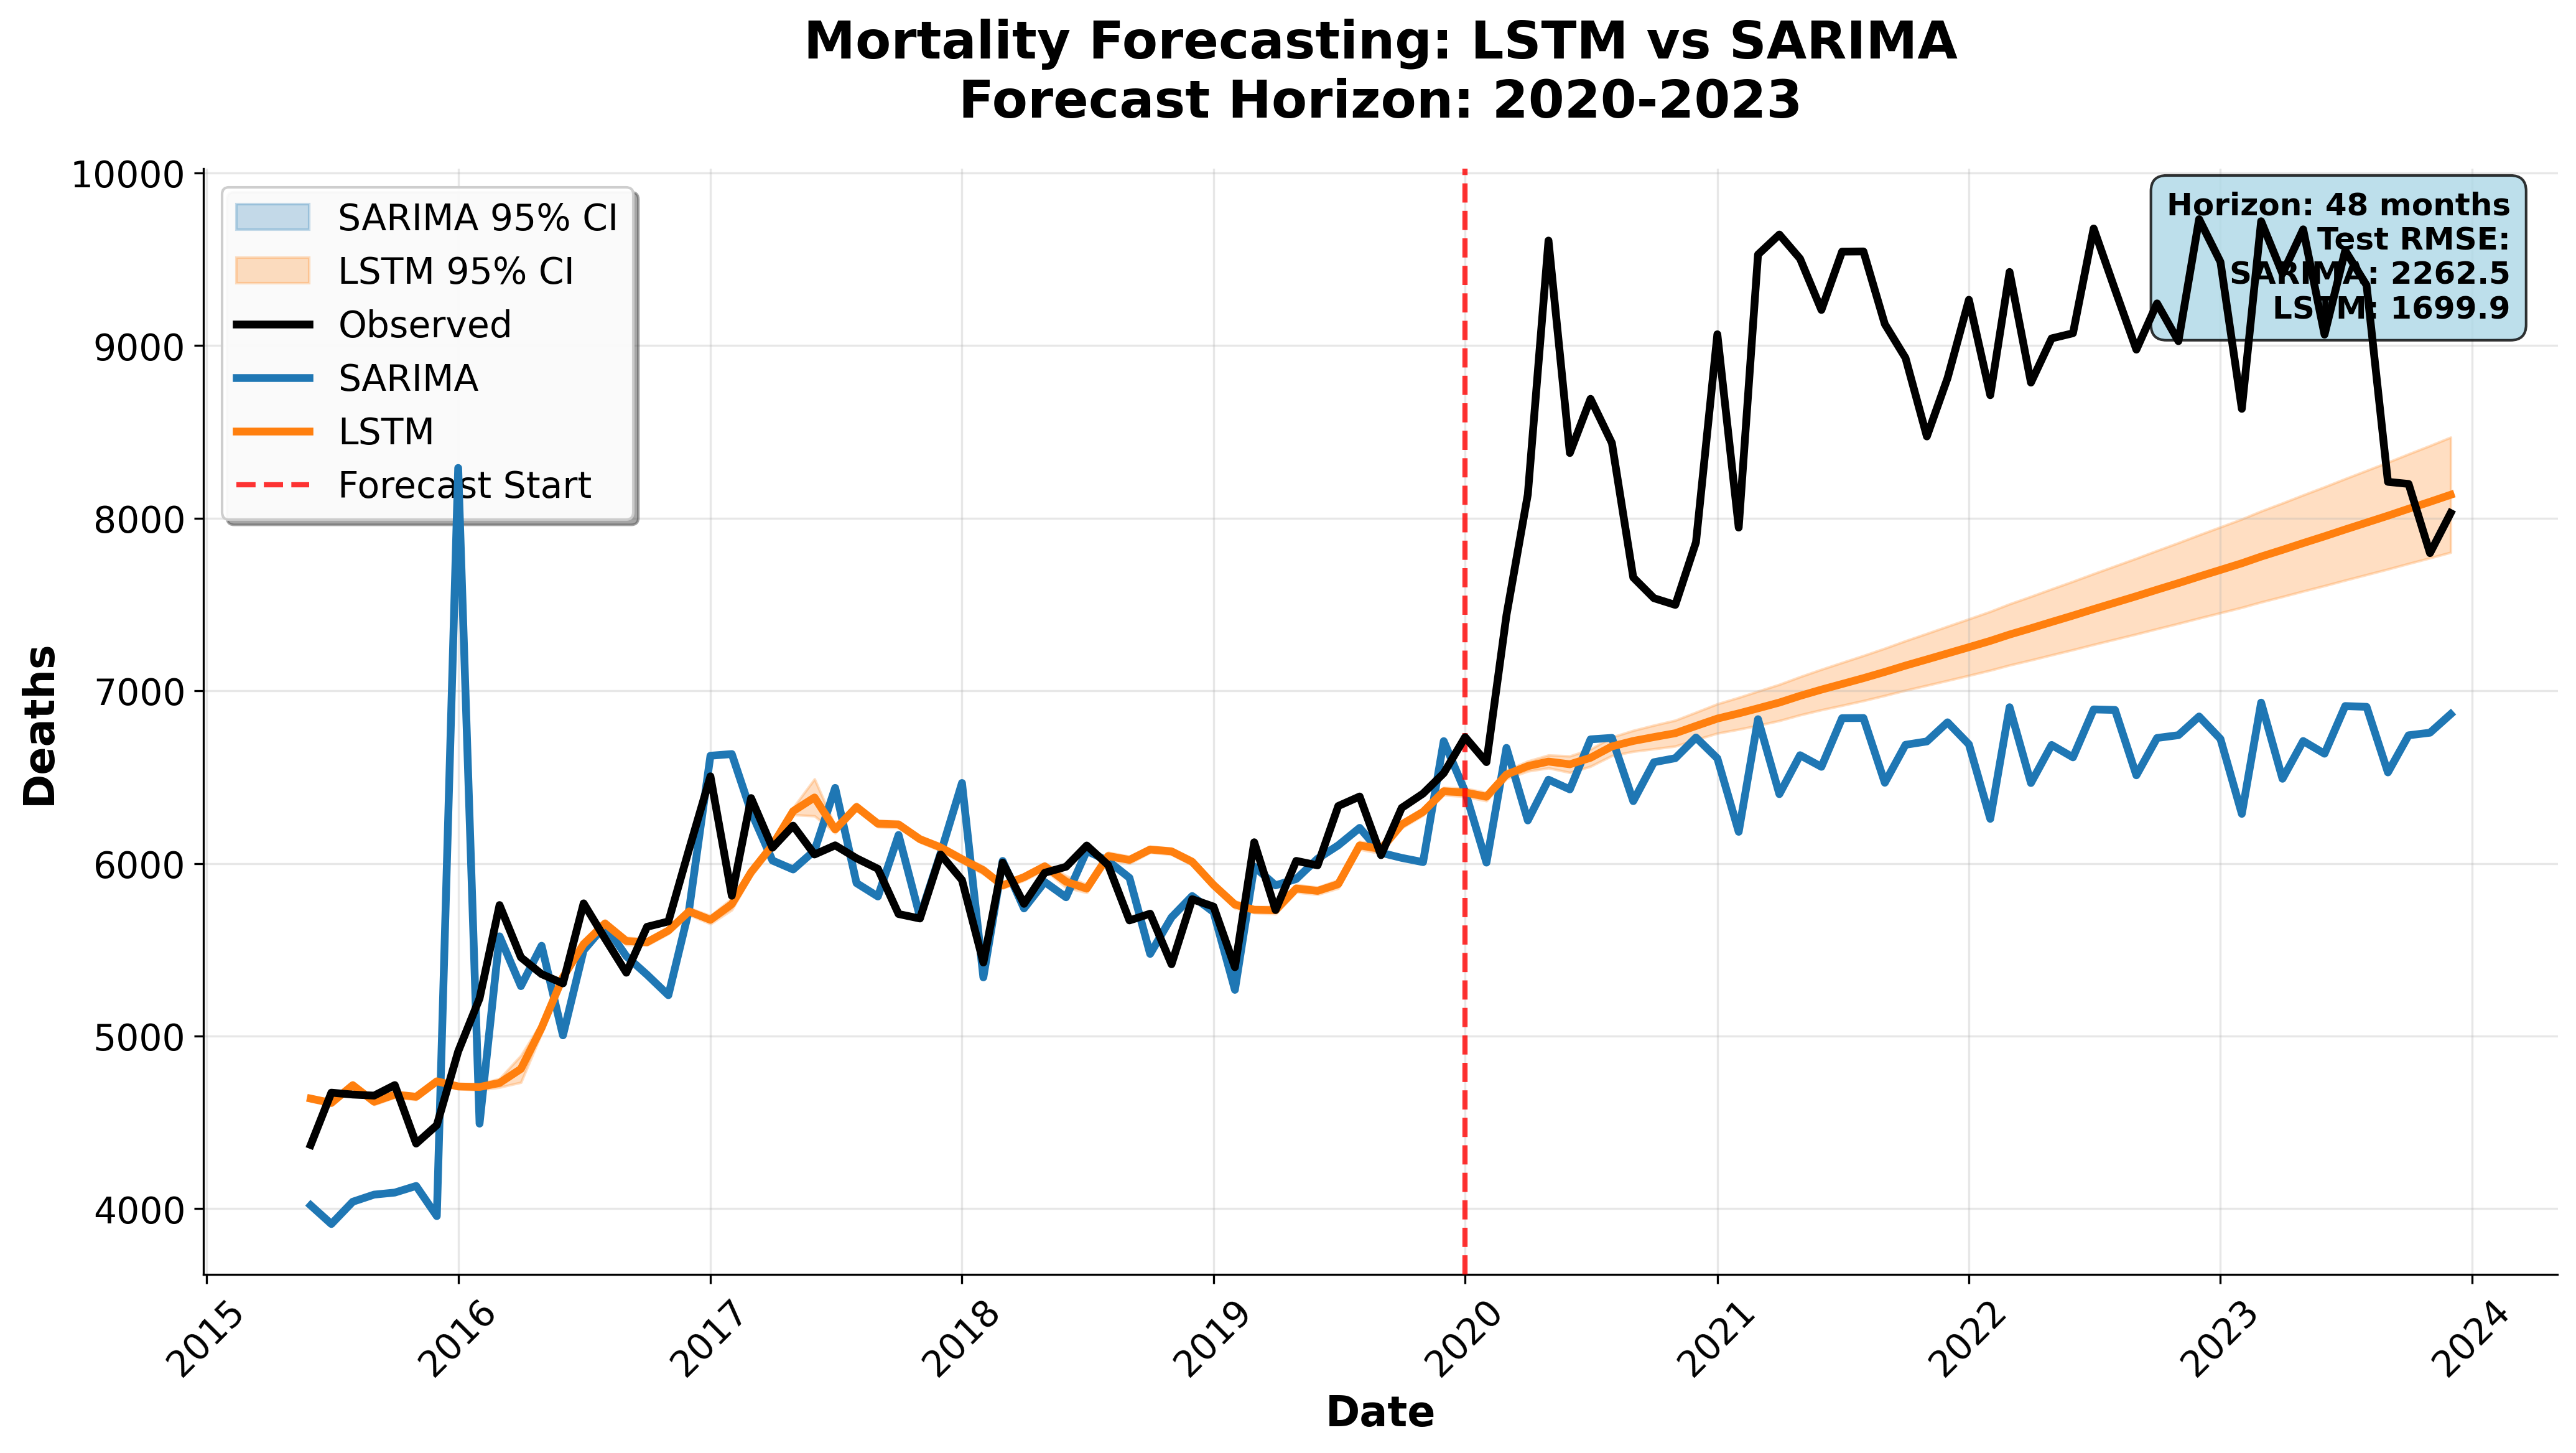 Mortality Forecasting: LSTM vs SARIMA
Forecast Horizon: 2020-2023
10000
9000
8000
7000
6000
5000
4000
Deaths
SARIMA 95% CI
LSTM 95% CI
Observed
SARIMA
LSTM
Forecast Start
Horizon: 48 months
Test RMSE:
SARIMA: 2262.5
LSTM: 1699.9
2015
2016
2017
2018
2019
2020
2021
2022
2023
2024
Date